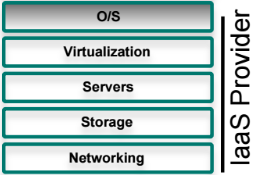 O/S
Virtualization
Servers
Storage
Networking
IaaS Provider